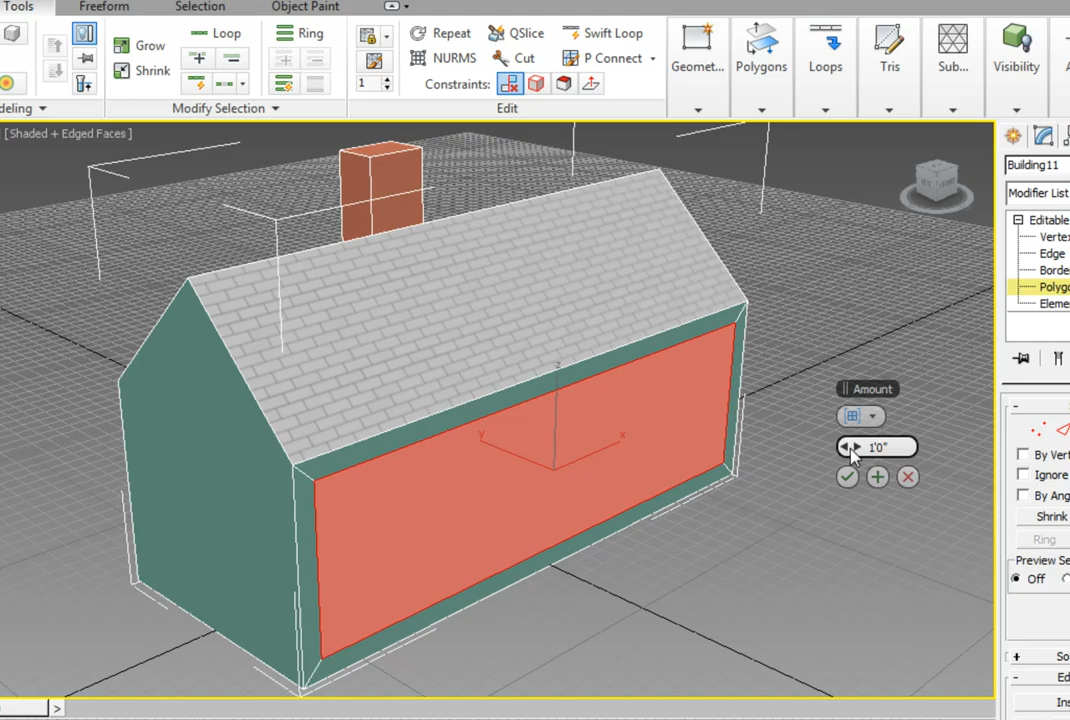 Tools Freeform Selection Object Paint
Loop Ring Repeat QSlice Swift Loop
Grow NURMS Cut P Connect
Shrink 1 Constraints:
Geomet... Polygons Loops Tris Sub... Visibility
deling Modify Selection Edit
[Shaded + Edged Faces ]
Building11
Modifier List
Editable
Vertex
Edge
Borde
Polygo
Eleme
z
y x
Amount
1'0"
By Vert
Ignore
By Ang
Shrink
Ring
Preview Se
Off
So
Ed
Ins
>